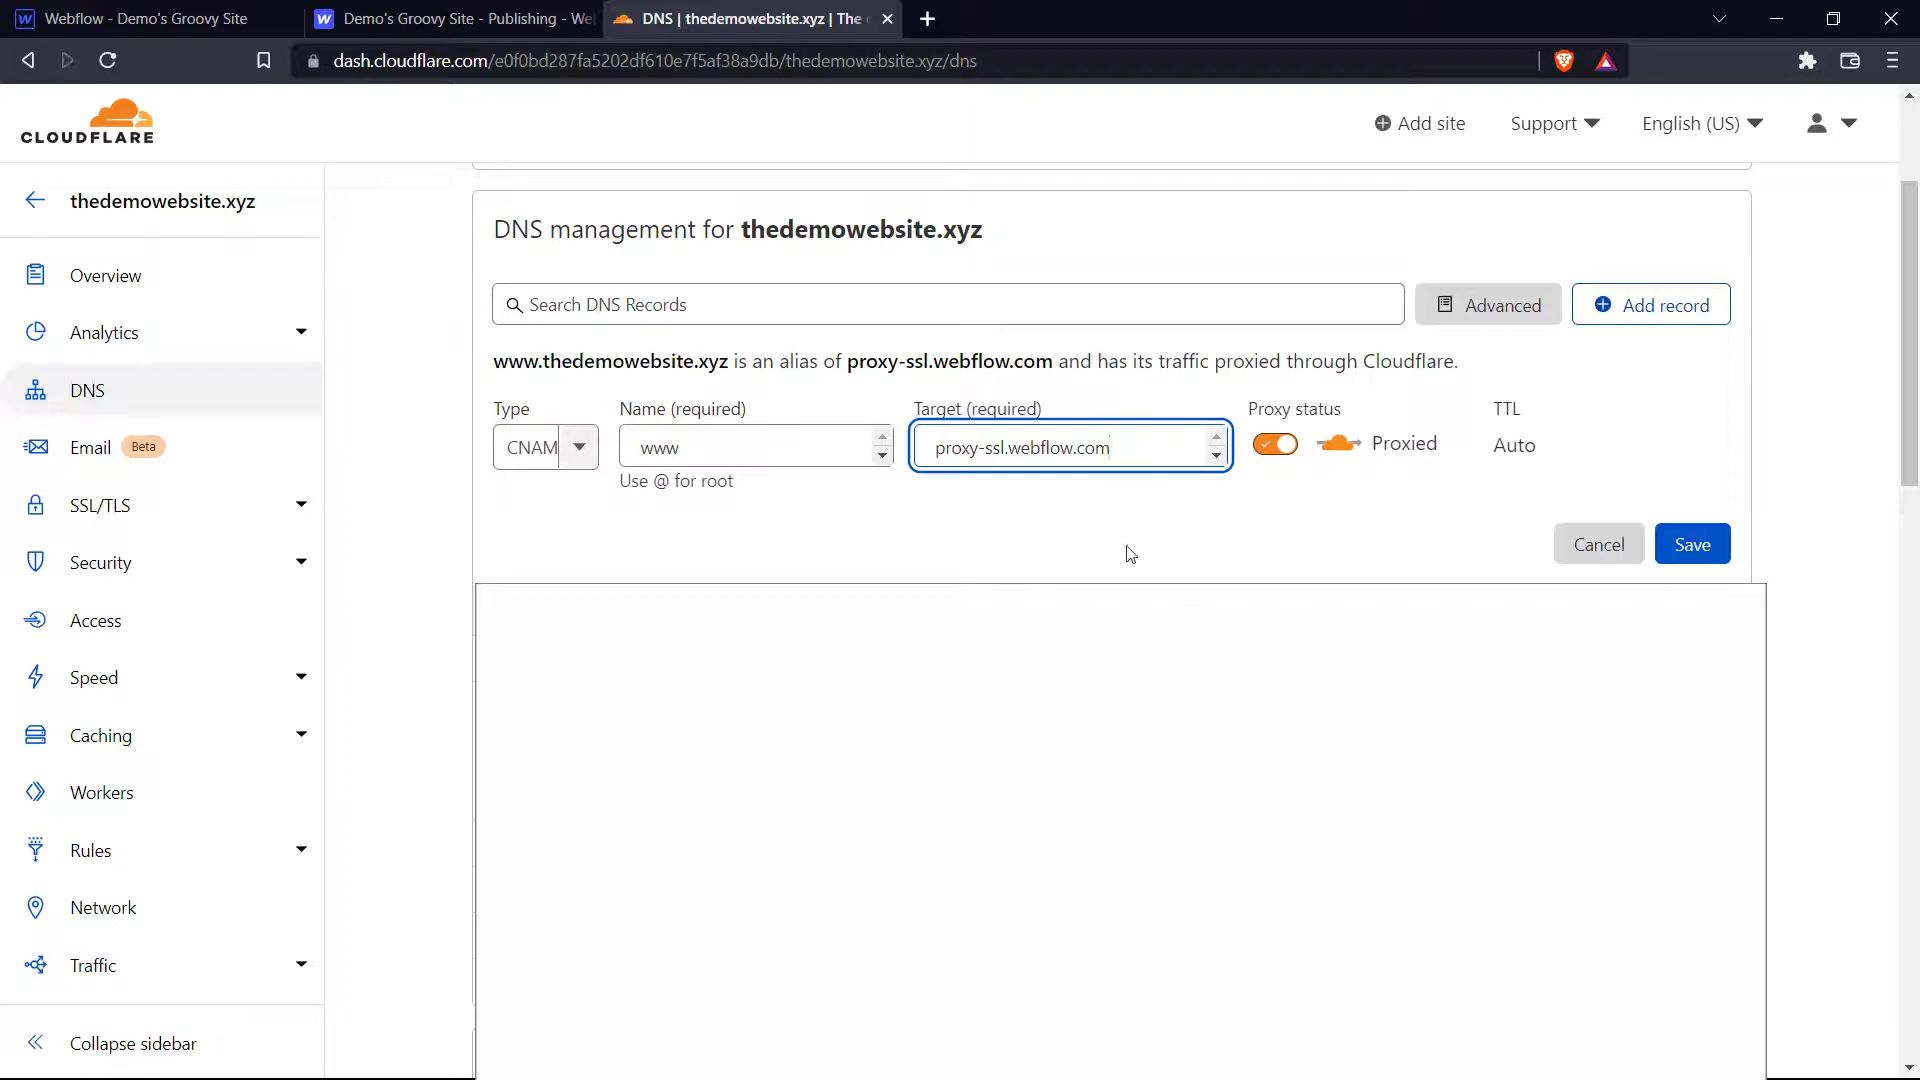 Webflow - Demo's Groovy Site
Demo's Groovy Site - Publishing - We
DNS | thedemowebsite.xyz | The
dash.cloudflare.com/e0f0bd287fa5202df610e7f5af38a9db/thedemowebsite.xyz/dns
CLOUDFLARE
Add site
Support
English (US)
thedemowebsite.xyz
Overview
Analytics
DNS
Email Beta
SSL/TLS
Security
Access
Speed
Caching
Workers
Rules
Network
Traffic
Collapse sidebar
DNS management for thedemowebsite.xyz
Search DNS Records
Advanced
Add record
www.thedemowebsite.xyz is an alias of proxy-ssl.webflow.com and has its traffic proxied through Cloudflare.
Type
Name (required)
Target (required)
Proxy status
TTL
CNAM
www
proxy-ssl.webflow.com
Proxied
Auto
Use @ for root
Cancel
Save